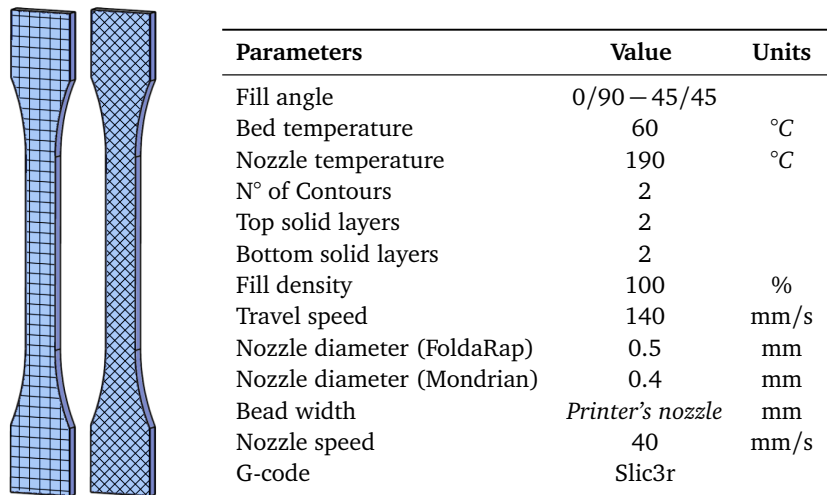 Parameters Value Units
Fill angle 0/90 – 45/45
Bed temperature 60 °C
Nozzle temperature 190 °C
N° of Contours 2
Top solid layers 2
Bottom solid layers 2
Fill density 100 %
Travel speed 140 mm/s
Nozzle diameter (FoldaRap) 0.5 mm
Nozzle diameter (Mondrian) 0.4 mm
Bead width Printer's nozzle mm
Nozzle speed 40 mm/s
G-code Slic3r